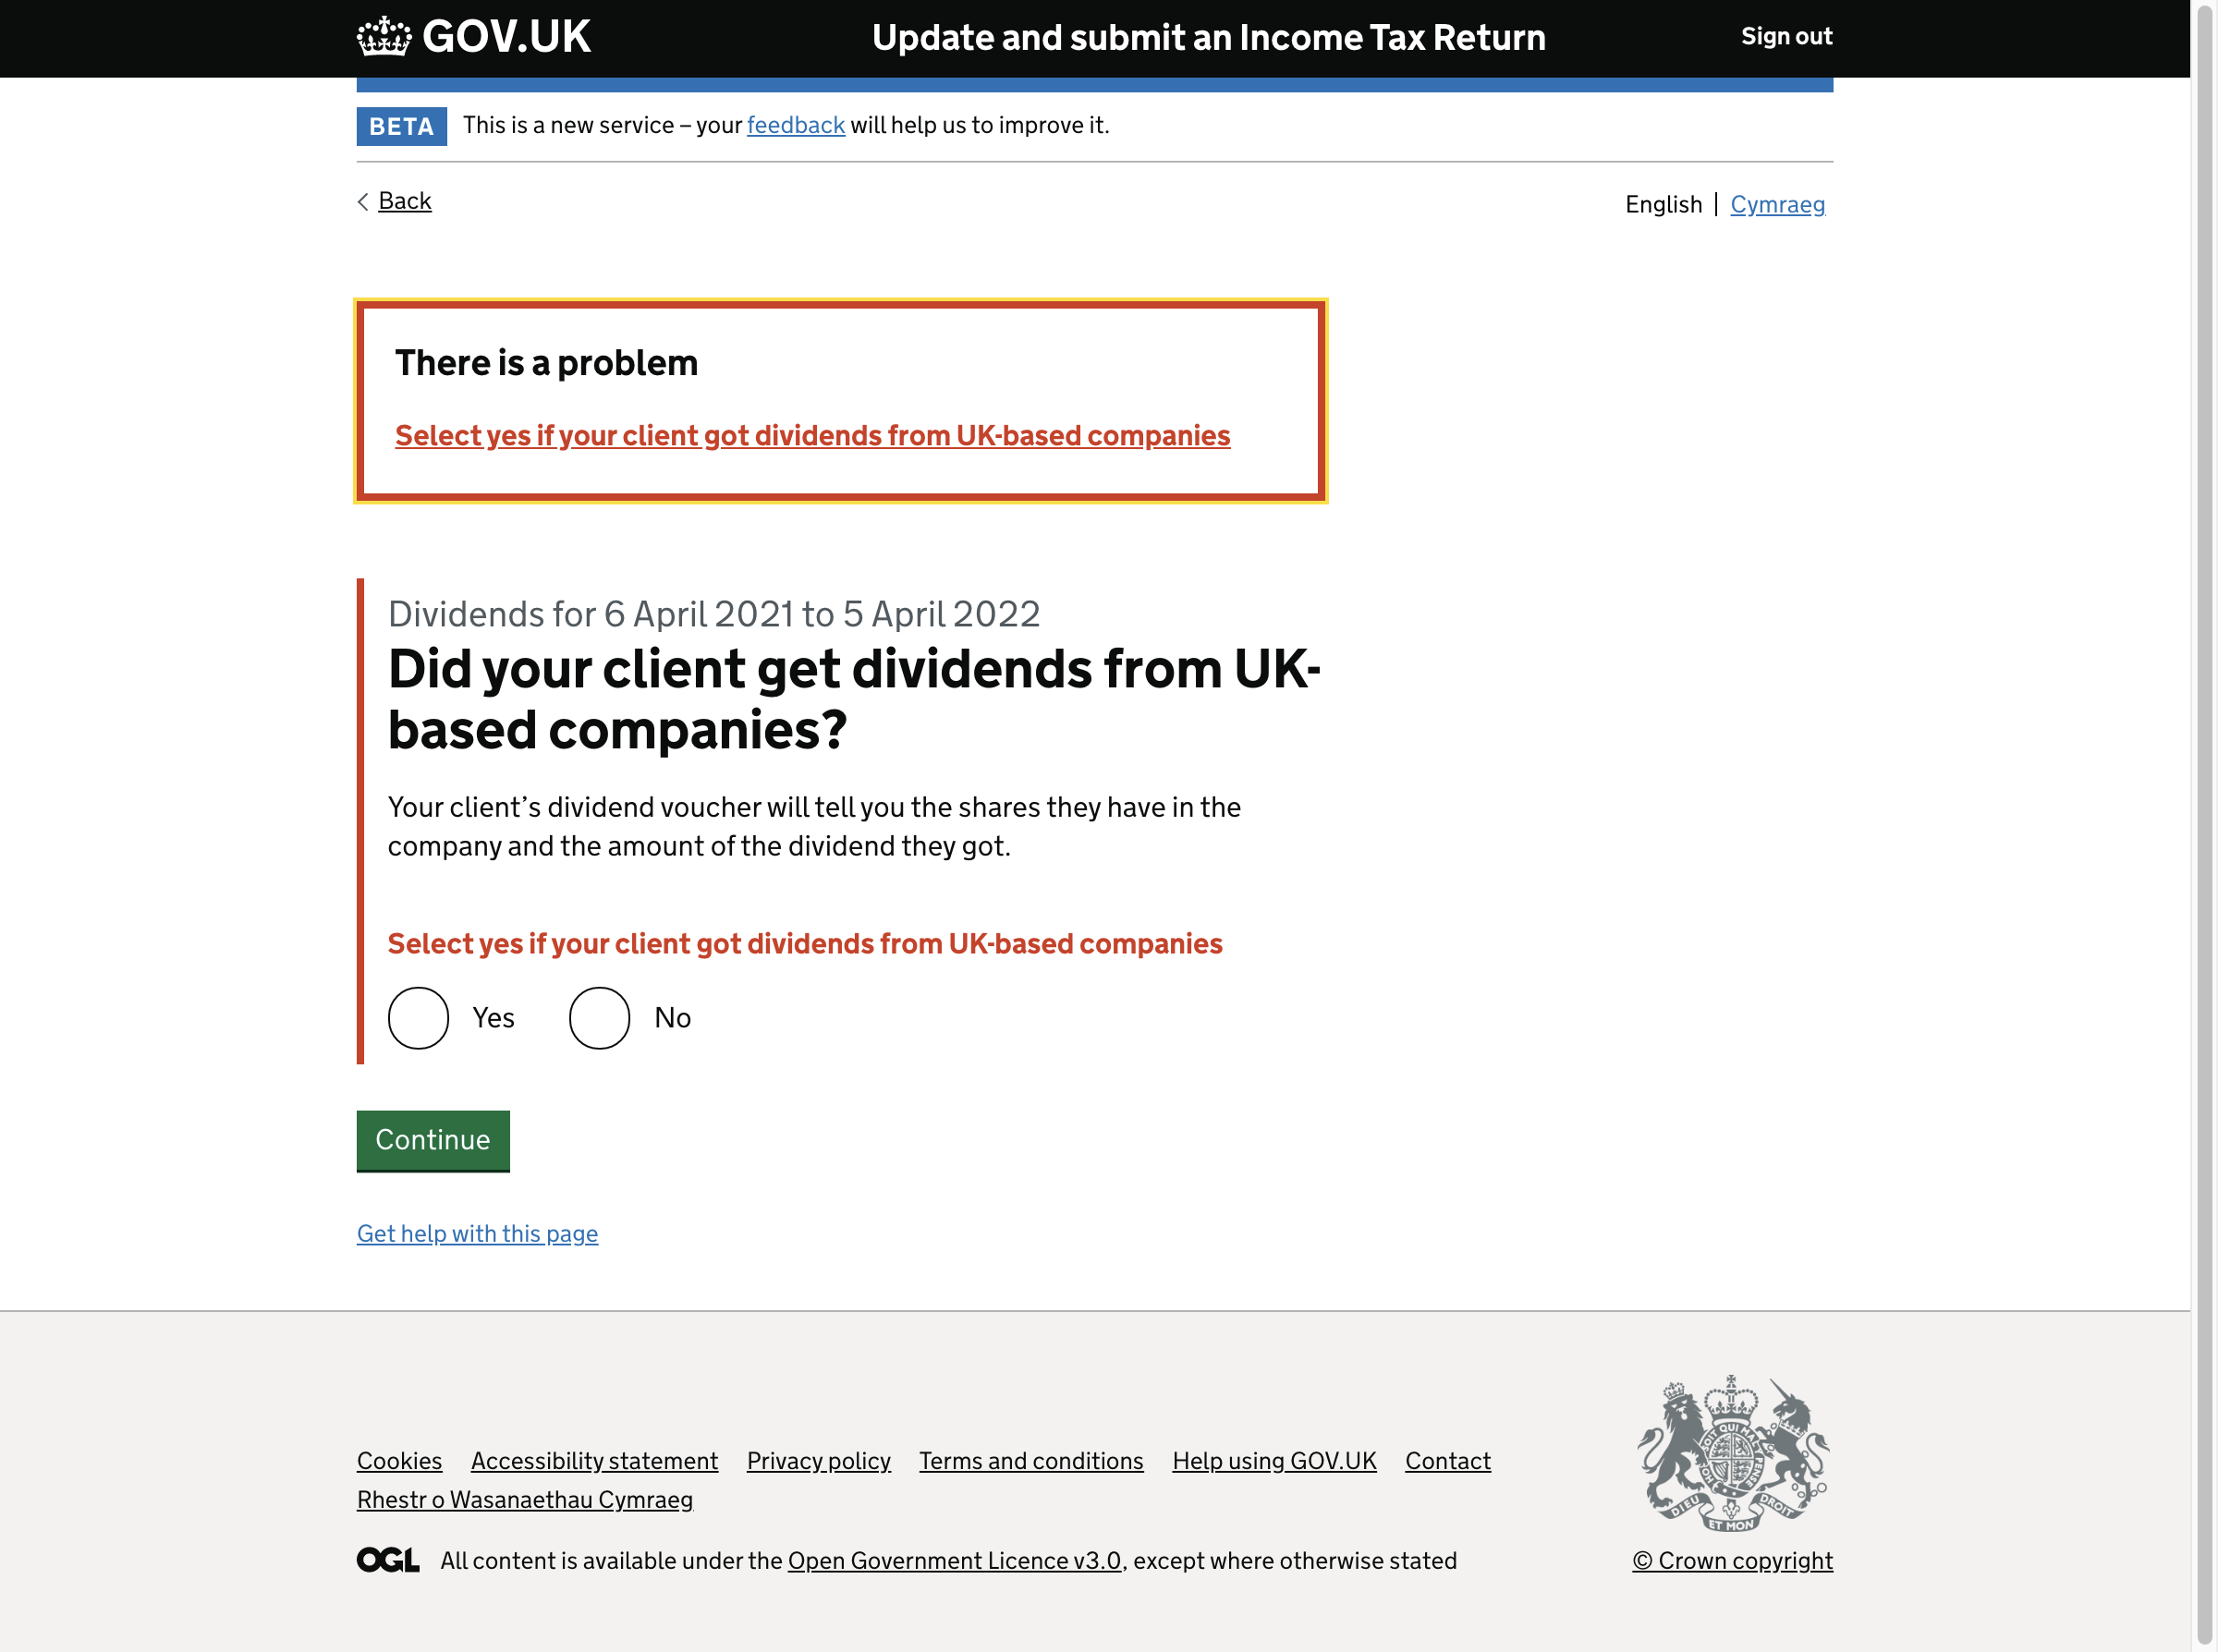 GOV.UK Update and submit an Income Tax Return Sign out
BETA This is a new service – your feedback will help us to improve it.
Back English | Cymraeg
There is a problem
Select yes if your client got dividends from UK-based companies
Dividends for 6 April 2021 to 5 April 2022
Did your client get dividends from UK-
based companies?
Your client’s dividend voucher will tell you the shares they have in the
company and the amount of the dividend they got.
Select yes if your client got dividends from UK-based companies
Yes No
Continue
Get help with this page
Cookies Accessibility statement Privacy policy Terms and conditions Help using GOV.UK Contact
Rhestr o Wasanaethau Cymraeg
DIEU ET MON DROIT
OGL All content is available under the Open Government Licence v3.0, except where otherwise stated © Crown copyright